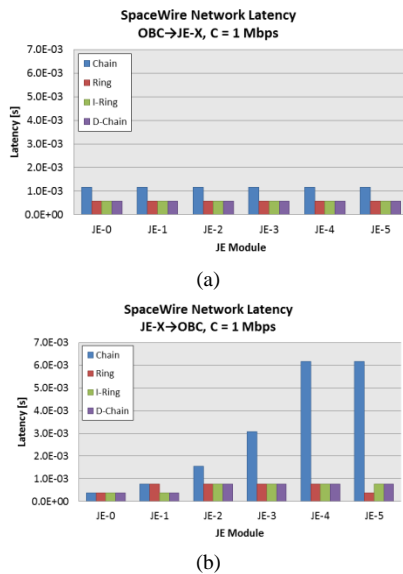 SpaceWire Network Latency
OBC→JE-X, C = 1 Mbps
7.0E-03
6.0E-03
5.0E-03
4.0E-03
3.0E-03
2.0E-03
1.0E-03
0.0E+00
Latency [s]
Chain
Ring
I-Ring
D-Chain
JE-0 JE-1 JE-2 JE-3 JE-4 JE-5
JE Module
(a)
SpaceWire Network Latency
JE-X→OBC, C = 1 Mbps
7.0E-03
6.0E-03
5.0E-03
4.0E-03
3.0E-03
2.0E-03
1.0E-03
0.0E+00
Latency [s]
Chain
Ring
I-Ring
D-Chain
JE-0 JE-1 JE-2 JE-3 JE-4 JE-5
JE Module
(b)